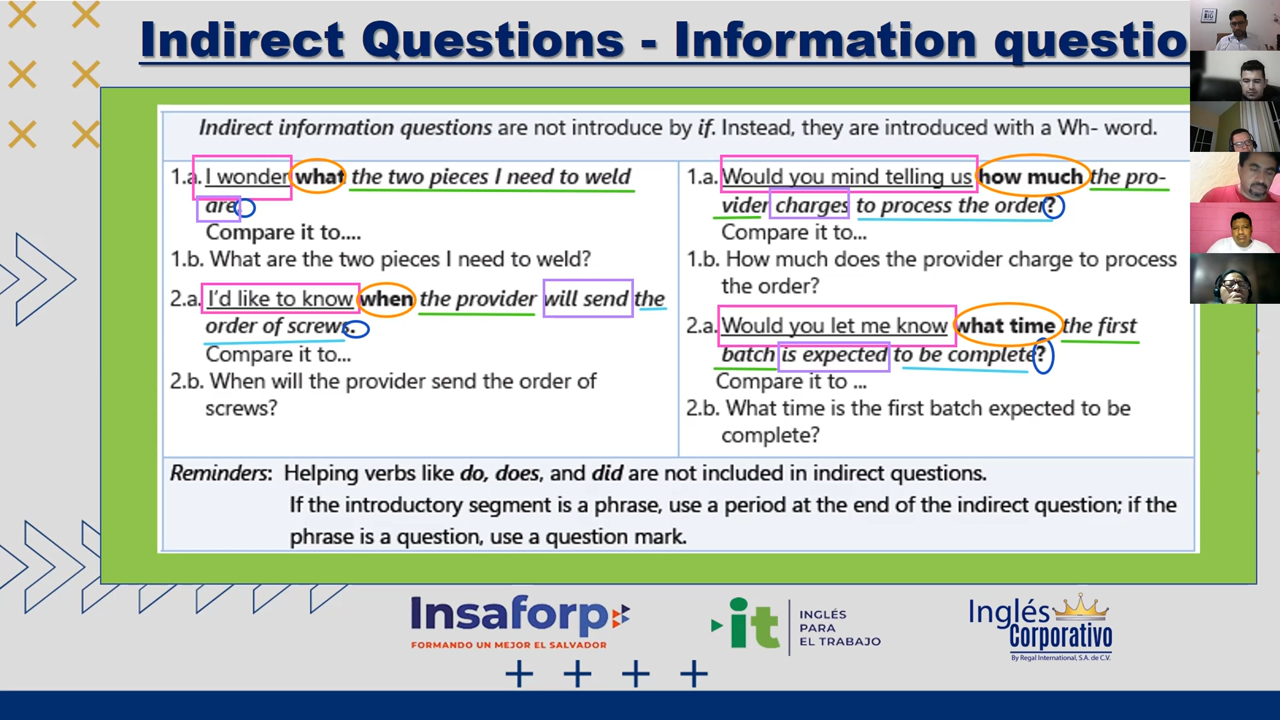 Indirect Questions - Information questio
Indirect information questions are not introduce by if. Instead, they are introduced with a Wh- word.
1.a. I wonder what the two pieces I need to weld
are.
Compare it to....
1.b. What are the two pieces I need to weld?
2.a. I'd like to know when the provider will send the
order of screws.
Compare it to...
2.b. When will the provider send the order of
screws?
1.a. Would you mind telling us how much the pro-
vider charges to process the order?
Compare it to...
1.b. How much does the provider charge to process
the order?
2.a. Would you let me know what time the first
batch is expected to be complete?
Compare it to ...
2.b. What time is the first batch expected to be
complete?
Reminders: Helping verbs like do, does, and did are not included in indirect questions.
If the introductory segment is a phrase, use a period at the end of the indirect question; if the
phrase is a question, use a question mark.
Insaforp
FORMANDO UN MEJOR EL SALVADOR
it
INGLÉS
PARA
EL TRABAJO
Inglés
Corporativo
By Regal International, S.A. de C.V.